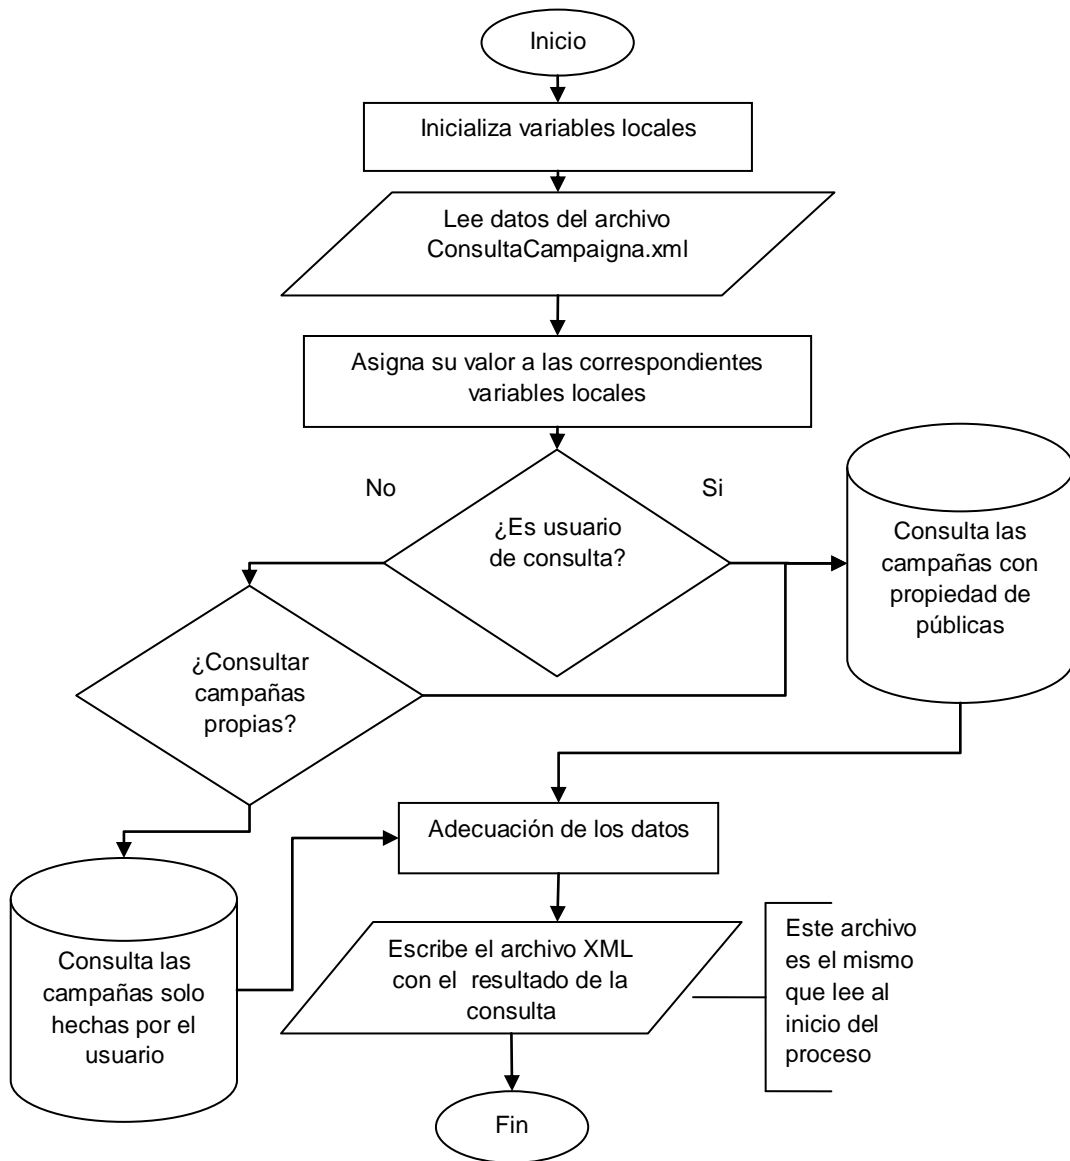 Inicio
Inicializa variables locales
Lee datos del archivo
ConsultaCampaigna.xml
Asigna su valor a las correspondientes
variables locales
No
Si
¿Es usuario
de consulta?
Consulta las
campañas con
propiedad de
públicas
¿Consultar
campañas
propias?
Adecuación de los datos
Consulta las
campañas solo
hechas por el
usuario
Escribe el archivo XML
con el resultado de la
consulta
Este archivo
es el mismo
que lee al
inicio del
proceso
Fin